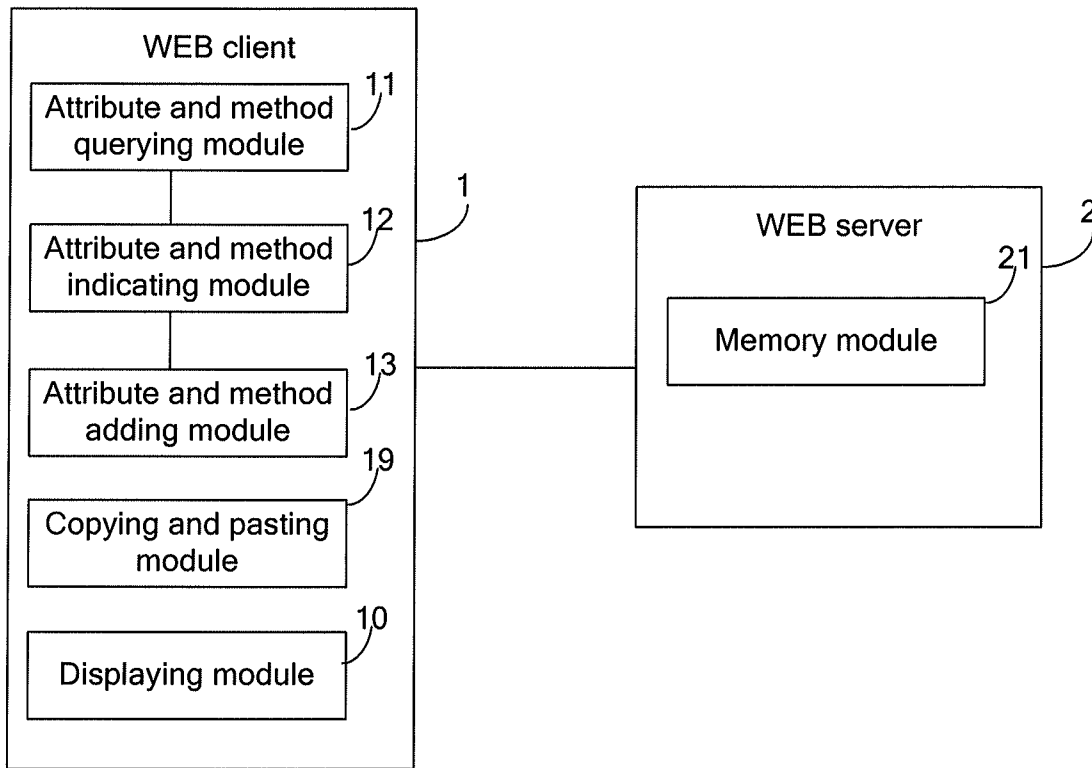 WEB client
11
Attribute and method
querying module
1
12
Attribute and method
indicating module
13
Attribute and method
adding module
19
Copying and pasting
module
10
Displaying module
2
WEB server
21
Memory module